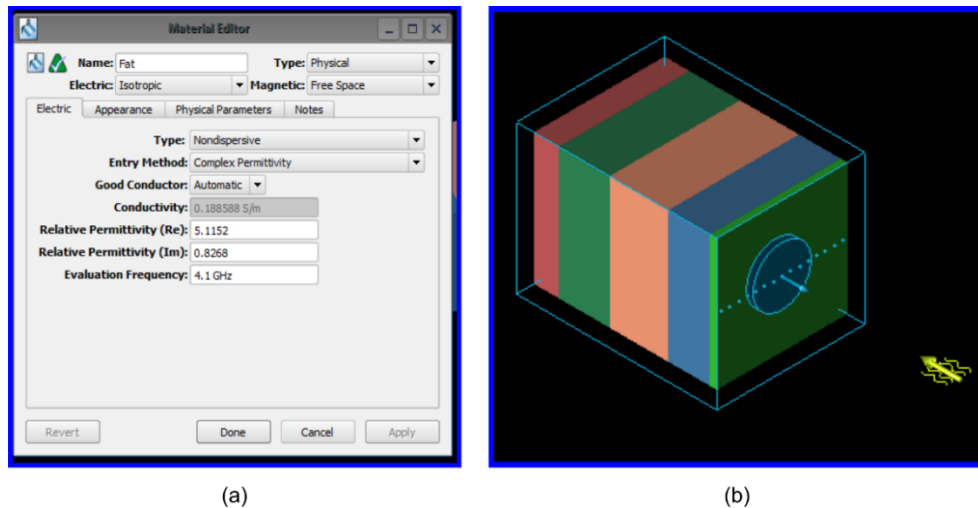 Material Editor
Name: Fat Type: Physical
Electric: Isotropic Magnetic: Free Space
Electric Appearance Physical Parameters Notes
Type: Nondispersive
Entry Method: Complex Permittivity
Good Conductor: Automatic
Conductivity: 0.188588 S/m
Relative Permittivity (Re): 5.1152
Relative Permittivity (Im): 0.8268
Evaluation Frequency: 4.1 GHz
Revert Done Cancel Apply
(a) (b)